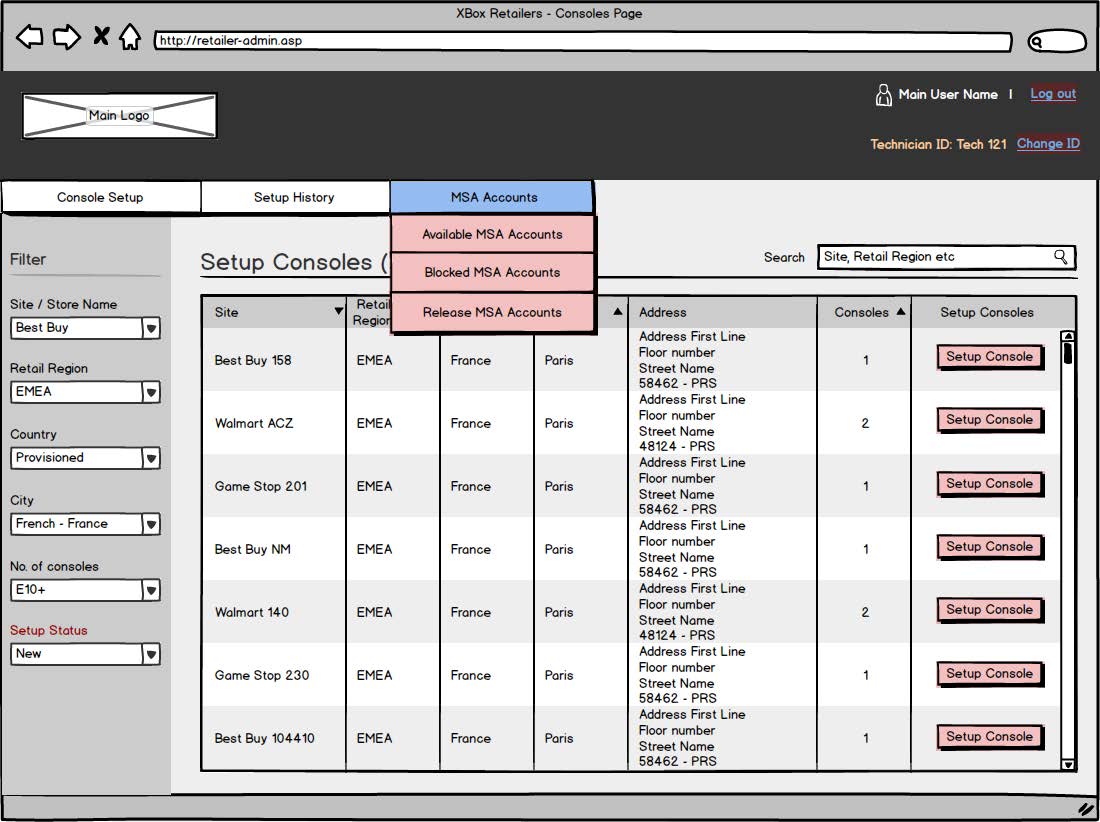 XBox Retailers - Consoles Page
http://retailer-admin.asp
Main Logo
Main User Name | Log out
Technician ID: Tech 121 Change ID
Console Setup
Setup History
MSA Accounts
Available MSA Accounts
Blocked MSA Accounts
Release MSA Accounts
Filter
Site / Store Name
Best Buy
Retail Region
EMEA
Country
Provisioned
City
French - France
No. of consoles
E10+
Setup Status
New
Setup Consoles (
Search
Site, Retail Region etc
Site
Retail
Region
Address
Consoles
Setup Consoles
Best Buy 158
EMEA
France
Paris
Address First Line
Floor number
Street Name
58462 - PRS
1
Setup Console
Walmart ACZ
EMEA
France
Paris
Address First Line
Floor number
Street Name
48124 - PRS
2
Setup Console
Game Stop 201
EMEA
France
Paris
Address First Line
Floor number
Street Name
58462 - PRS
1
Setup Console
Best Buy NM
EMEA
France
Paris
Address First Line
Floor number
Street Name
58462 - PRS
1
Setup Console
Walmart 140
EMEA
France
Paris
Address First Line
Floor number
Street Name
48124 - PRS
2
Setup Console
Game Stop 230
EMEA
France
Paris
Address First Line
Floor number
Street Name
58462 - PRS
1
Setup Console
Best Buy 104410
EMEA
France
Paris
Address First Line
Floor number
Street Name
58462 - PRS
1
Setup Console